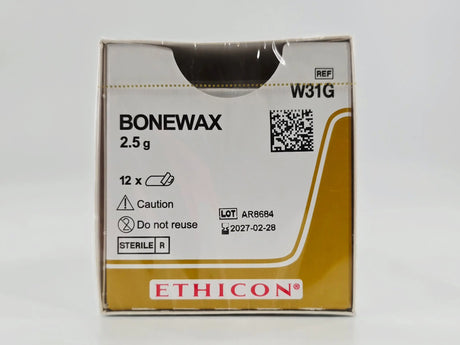 REF
W31G
BONEWAX
2.5 g
12 x
Caution
Do not reuse
LOT AR8684
2027-02-28
STERILE R
ETHICON®